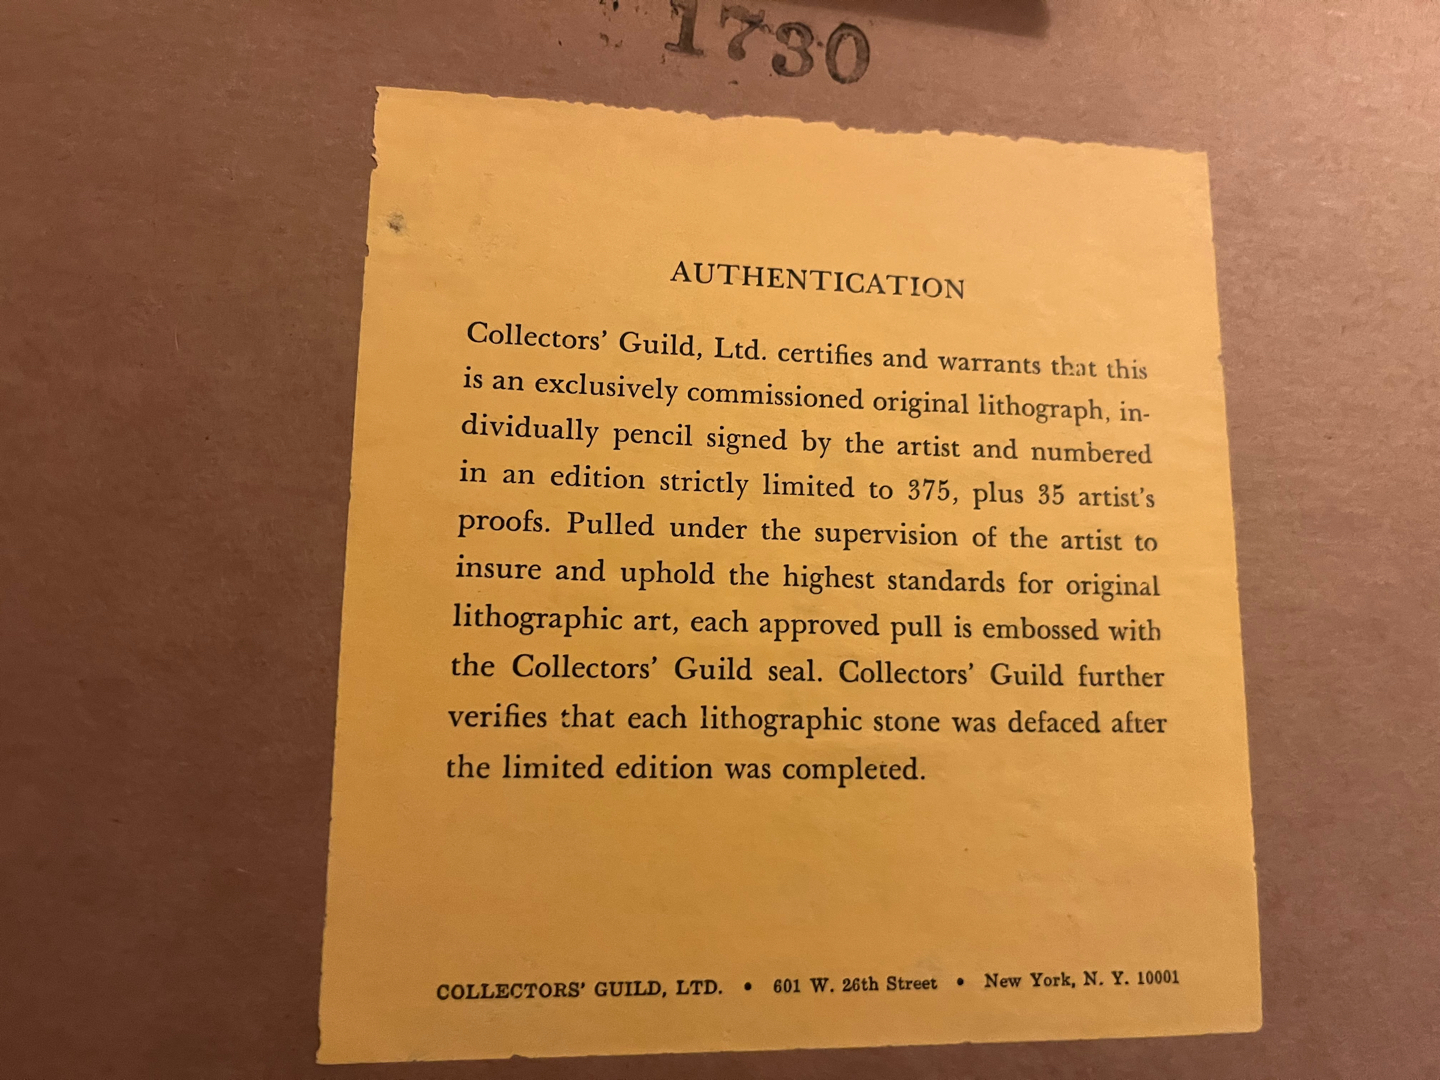 1730
AUTHENTICATION
Collectors’ Guild, Ltd. certifies and warrants that this
is an exclusively commissioned original lithograph, in-
dividually pencil signed by the artist and numbered
in an edition strictly limited to 375, plus 35 artist’s
proofs. Pulled under the supervision of the artist to
insure and uphold the highest standards for original
lithographic art, each approved pull is embossed with
the Collectors’ Guild seal. Collectors’ Guild further
verifies that each lithographic stone was defaced after
the limited edition was completed.
COLLECTORS’ GUILD, LTD. • 601 W. 26th Street • New York, N. Y. 10001